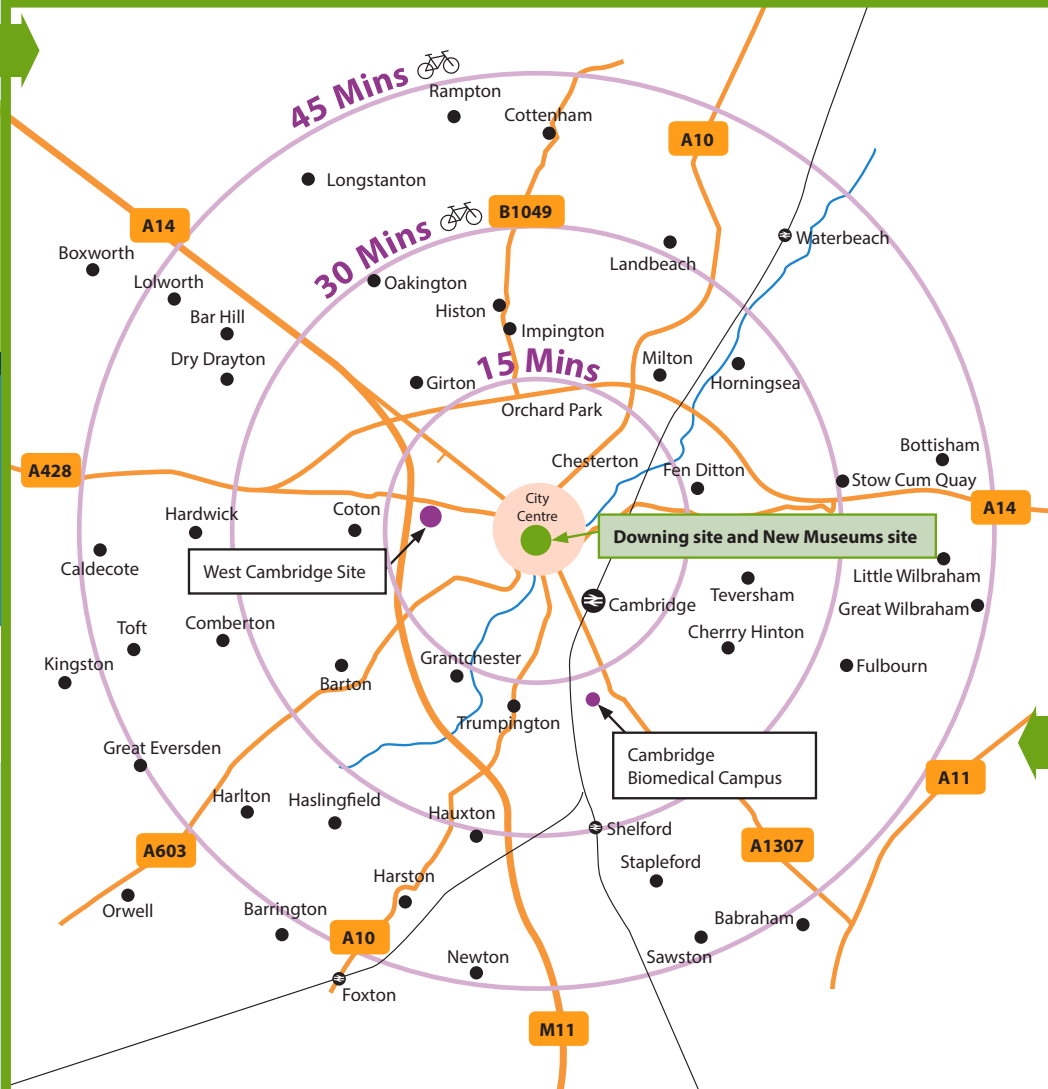 45 Mins
Rampton
Cottenham
A10
Longstanton
B1049
A14
30 Mins
Waterbeach
Boxworth
Landbeach
Lolworth
Oakington
Histon
Bar Hill
Impington
Dry Drayton
15 Mins
Milton
Girton
Horningsea
Orchard Park
Bottisham
Chesterton
A428
Fen Ditton
Stow Cum Quay
City
Centre
A14
Hardwick
Coton
Downing site and New Museums site
Caldecote
West Cambridge Site
Little Wilbraham
Teversham
Cambridge
Great Wilbraham
Toft
Comberton
Cherrry Hinton
Kingston
Grantchester
Fulbourn
Barton
Trumpington
Great Eversden
Cambridge
Biomedical Campus
A11
Harlton
Haslingfield
Hauxton
Shelford
A603
A1307
Stapleford
Harston
Orwell
Barrington
Babraham
A10
Newton
Sawston
Foxton
M11